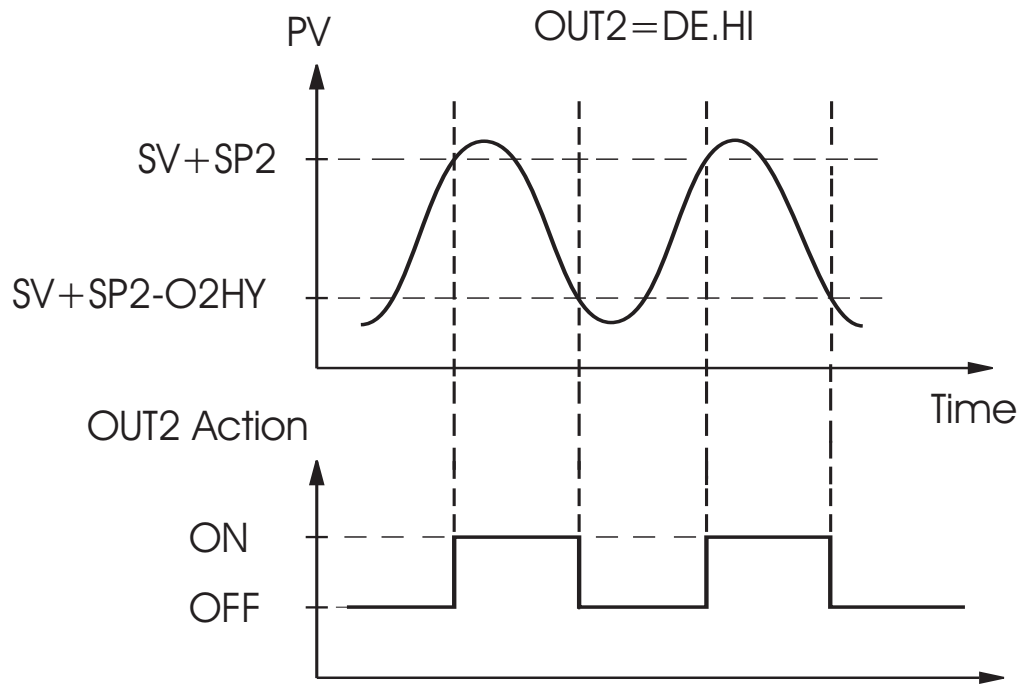 PV
OUT2=DE.HI
SV+SP2
SV+SP2-O2HY
Time
OUT2 Action
ON
OFF